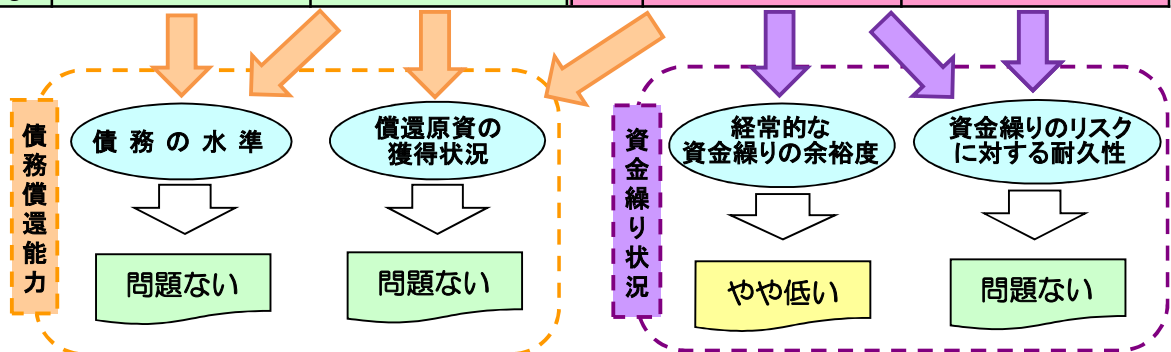 債務償還能力
債務の水準
償還原資の
獲得状況
問題ない
問題ない
資金繰り状況
経常的な
資金繰りの余裕度
資金繰りのリスク
に対する耐久性
やや低い
問題ない